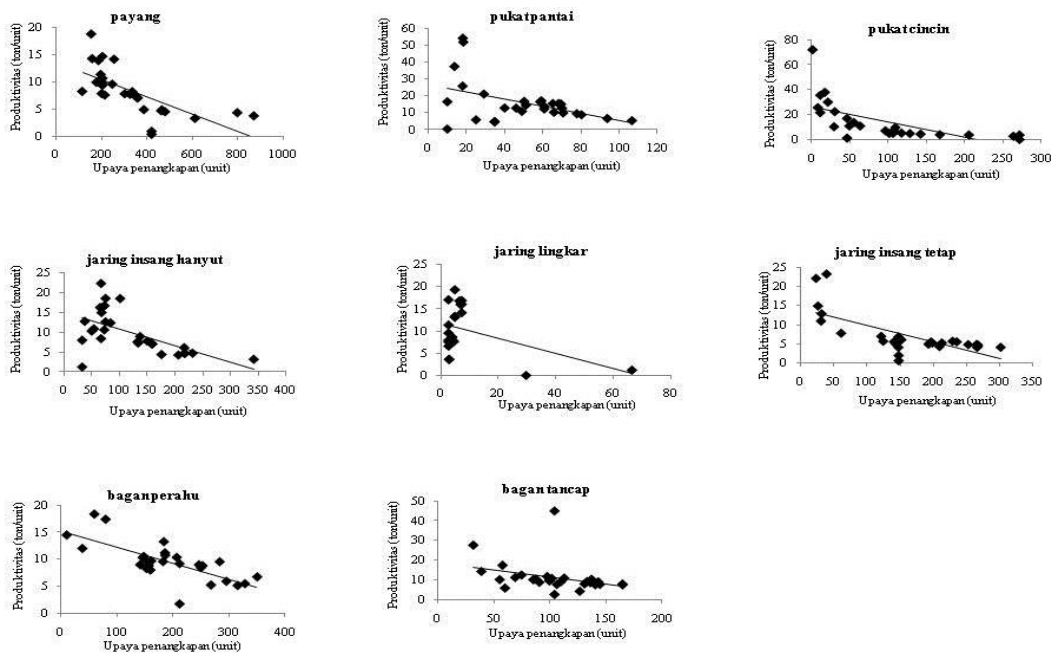 payang
Produktivitas (ton/unit)
20
15
10
5
0
0 200 400 600 800 1000
Upaya penangkapan (unit)
pukat pantai
Produktivitas (ton/unit)
60
50
40
30
20
10
0
0 20 40 60 80 100 120
Upaya penangkapan (unit)
pukat cincin
Produktivitas (ton/unit)
80
60
40
20
0
0 50 100 150 200 250 300
Upaya penangkapan (unit)
jaring insang hanyut
Produktivitas (ton/unit)
25
20
15
10
5
0
0 100 200 300 400
Upaya penangkapan (unit)
jaring lingkar
Produktivitas (ton/unit)
25
20
15
10
5
0
0 20 40 60 80
Upaya penangkapan (unit)
jaring insang tetap
Produktivitas (ton/unit)
25
20
15
10
5
0
0 50 100 150 200 250 300 350
Upaya penangkapan (unit)
bagan perahu
Produktivitas (ton/unit)
20
15
10
5
0
0 100 200 300 400
Upaya penangkapan (unit)
bagan tancap
Produktivitas (ton/unit)
50
40
30
20
10
0
0 50 100 150 200
Upaya penangkapan (unit)